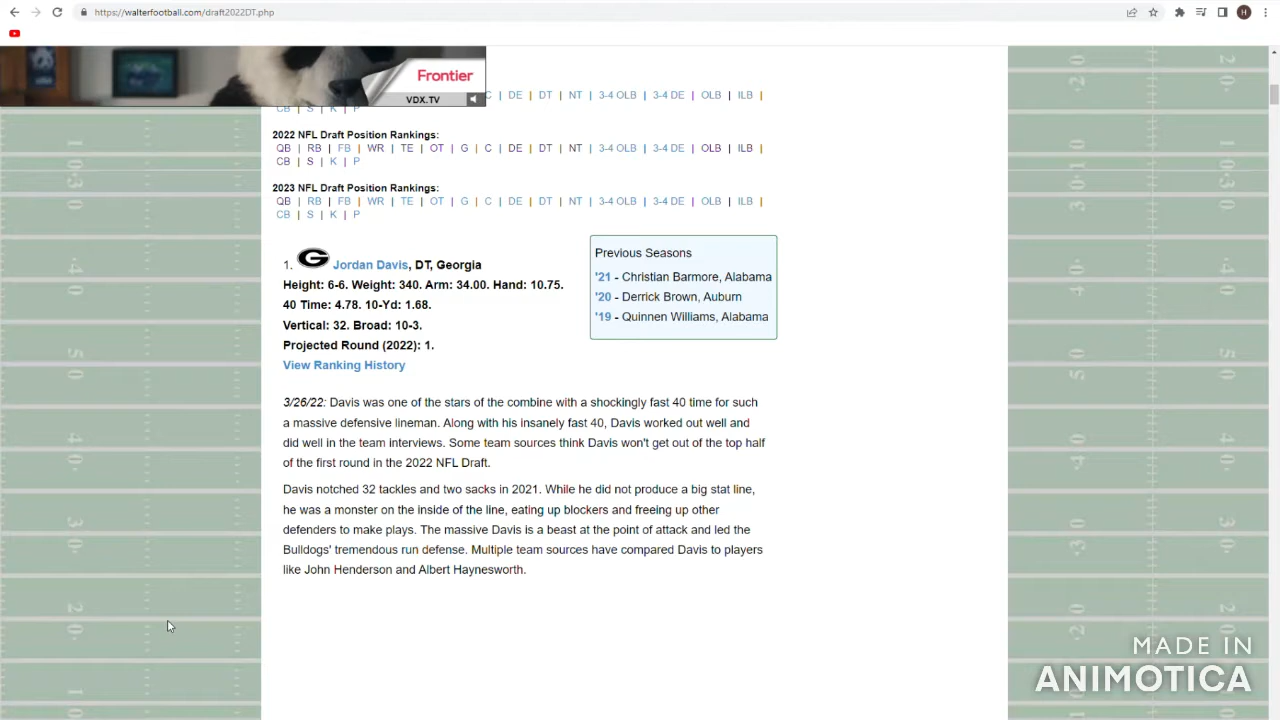 https://walterfootball.com/draft2022DT.php
H
Frontier
VDX.TV
C | DE | DT | NT | 3-4 OLB | 3-4 DE | OLB | ILB |
CB | S | K | P
2022 NFL Draft Position Rankings:
QB | RB | FB | WR | TE | OT | G | C | DE | DT | NT | 3-4 OLB | 3-4 DE | OLB | ILB |
CB | S | K | P
2023 NFL Draft Position Rankings:
QB | RB | FB | WR | TE | OT | G | C | DE | DT | NT | 3-4 OLB | 3-4 DE | OLB | ILB |
CB | S | K | P
1. G Jordan Davis, DT, Georgia
Height: 6-6. Weight: 340. Arm: 34.00. Hand: 10.75.
40 Time: 4.78. 10-Yd: 1.68.
Vertical: 32. Broad: 10-3.
Projected Round (2022): 1.
View Ranking History
Previous Seasons
'21 - Christian Barmore, Alabama
'20 - Derrick Brown, Auburn
'19 - Quinnen Williams, Alabama
3/26/22: Davis was one of the stars of the combine with a shockingly fast 40 time for such
a massive defensive lineman. Along with his insanely fast 40, Davis worked out well and
did well in the team interviews. Some team sources think Davis won't get out of the top half
of the first round in the 2022 NFL Draft.
Davis notched 32 tackles and two sacks in 2021. While he did not produce a big stat line,
he was a monster on the inside of the line, eating up blockers and freeing up other
defenders to make plays. The massive Davis is a beast at the point of attack and led the
Bulldogs' tremendous run defense. Multiple team sources have compared Davis to players
like John Henderson and Albert Haynesworth.
MADE IN
ANIMOTICA